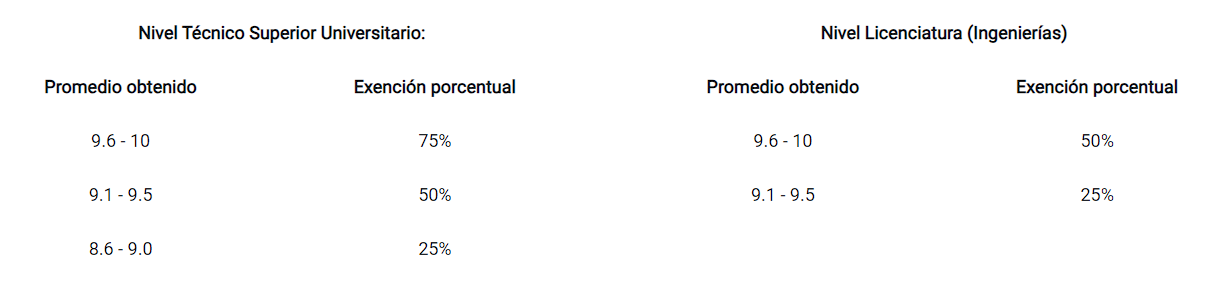 Nivel Técnico Superior Universitario:
Promedio obtenido Exención porcentual
9.6 - 10 75%
9.1 - 9.5 50%
8.6 - 9.0 25%
Nivel Licenciatura (Ingenierías)
Promedio obtenido Exención porcentual
9.6 - 10 50%
9.1 - 9.5 25%